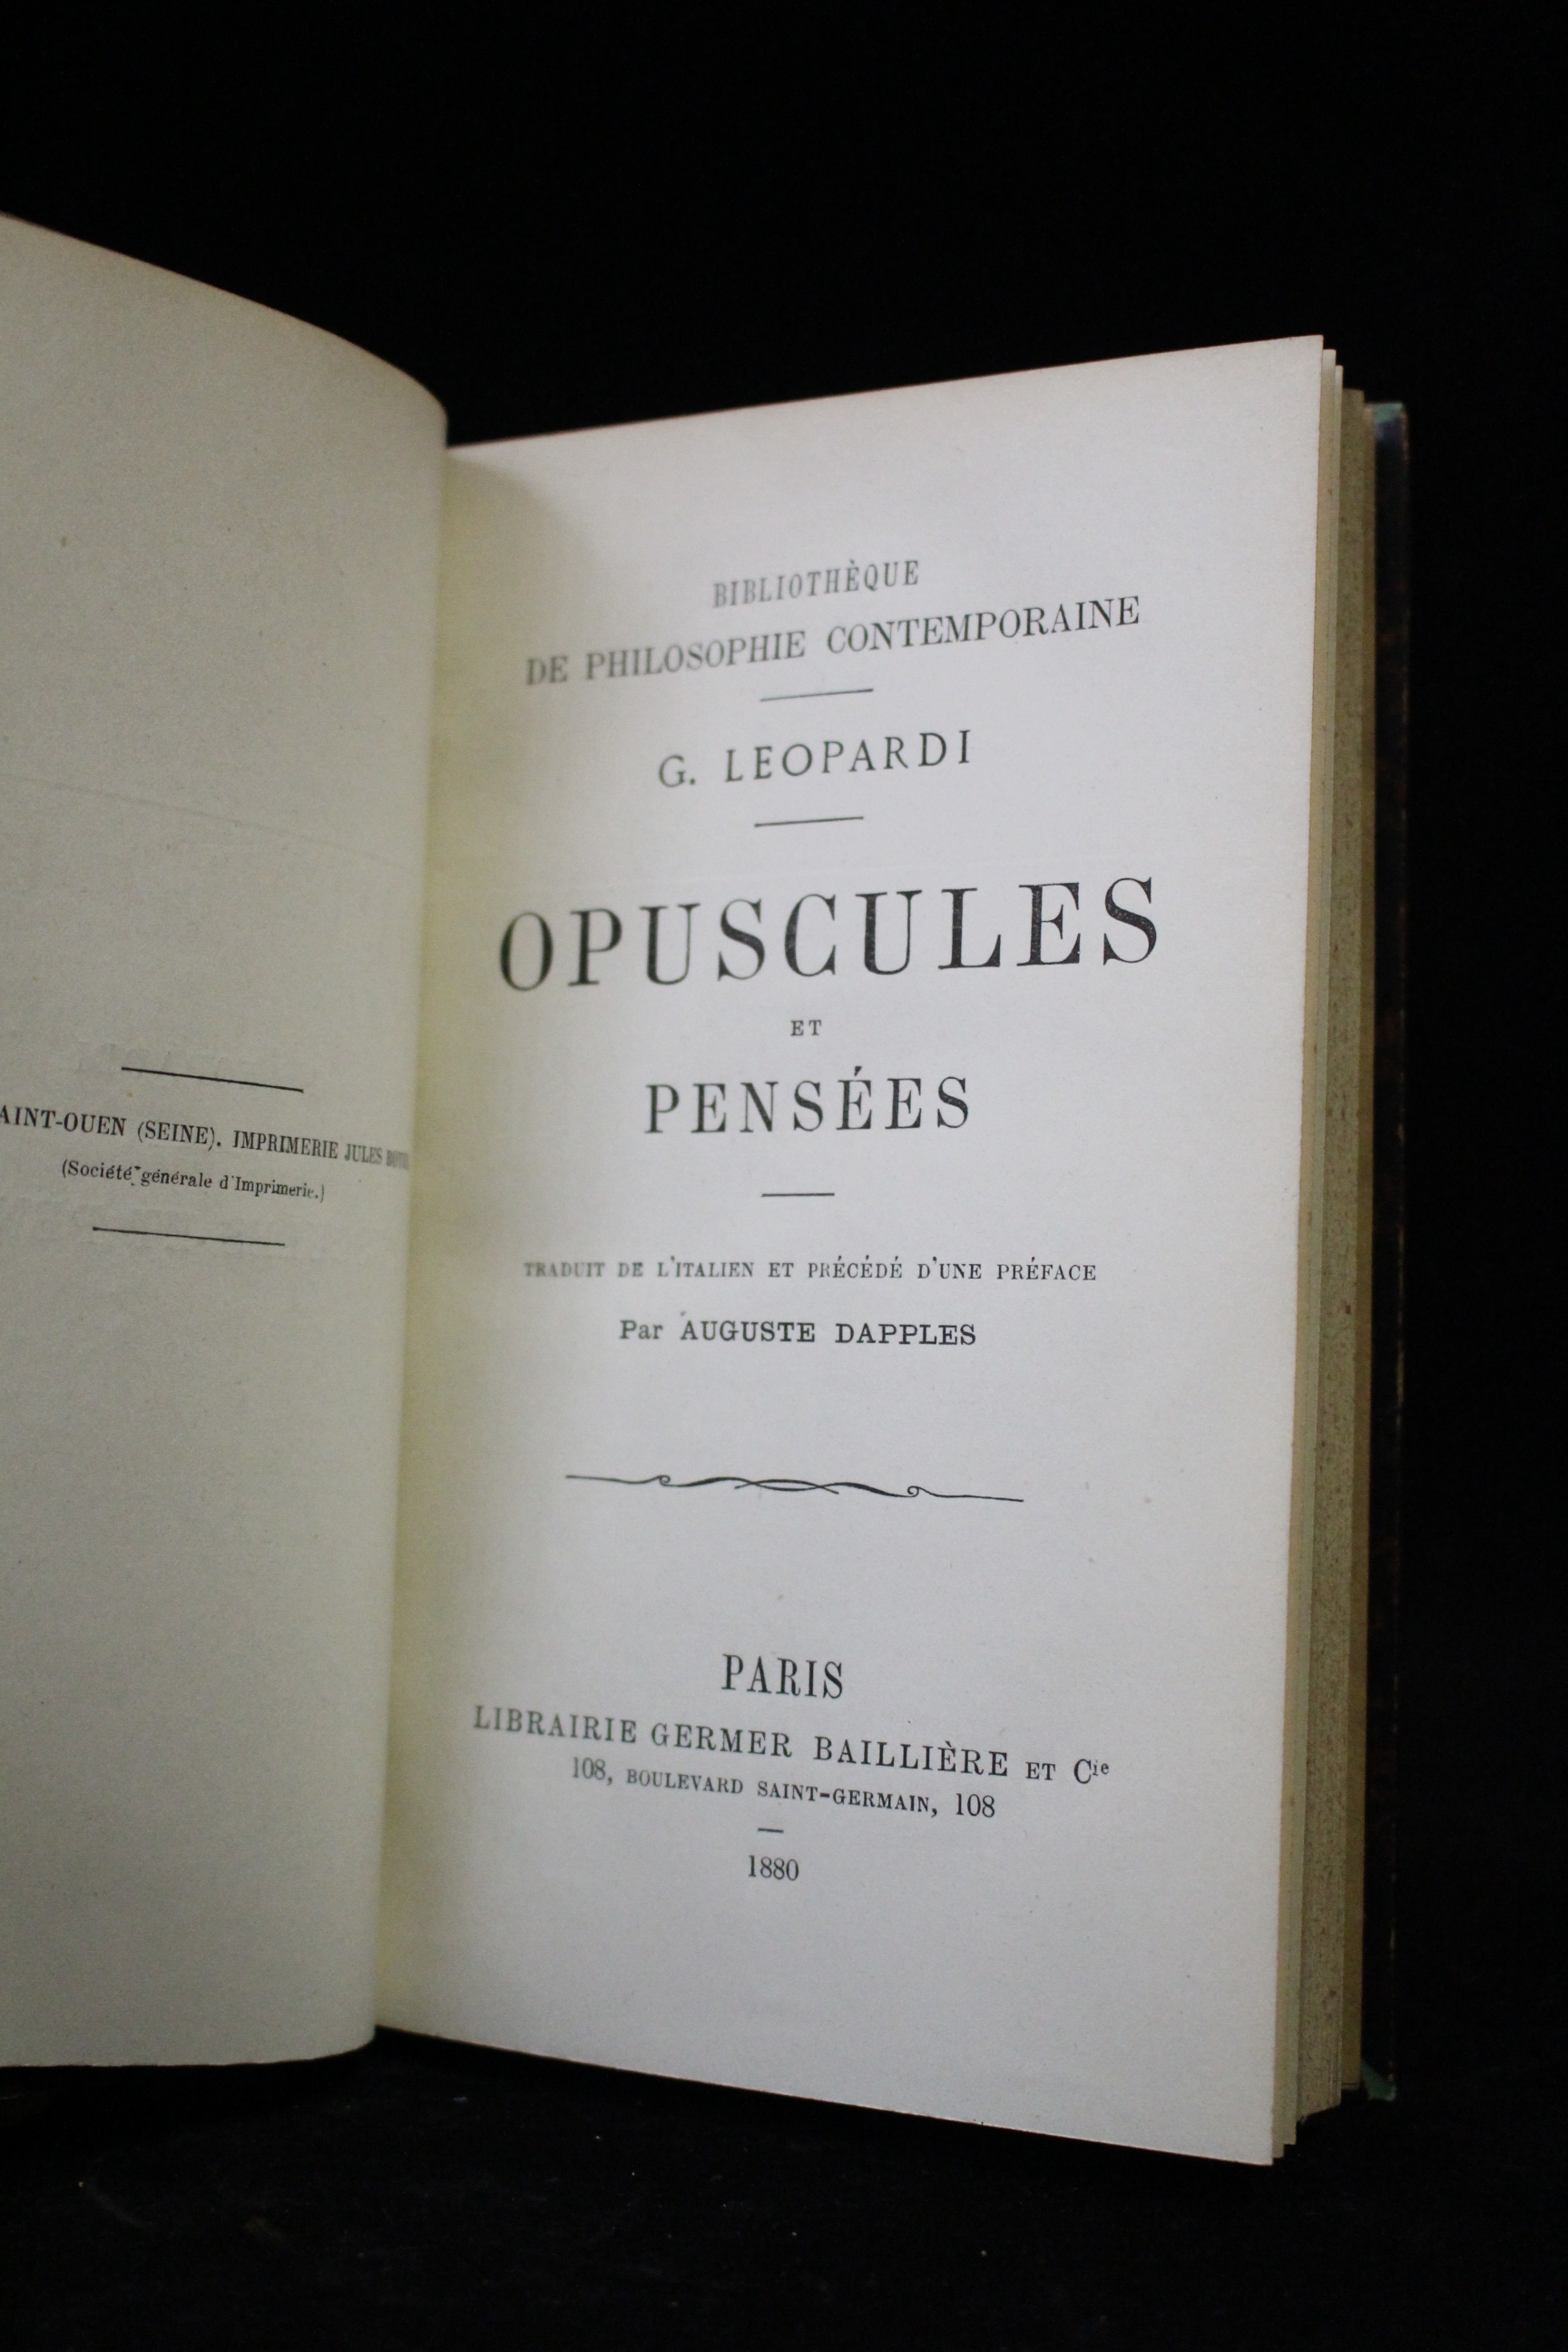 AINT-OUEN (SEINE). IMPRIMERIE JULES
(Société générale d'Imprimerie.)
BIBLIOTHÈQUE
DE PHILOSOPHIE CONTEMPORAINE
G. LEOPARDI
OPUSCULES
ET
PENSÉES
TRADUIT DE L'ITALIEN ET PRÉCÉDÉ D'UNE PRÉFACE
Par AUGUSTE DAPPLES
PARIS
LIBRAIRIE GERMER BAILLIÈRE ET Cie
108, BOULEVARD SAINT-GERMAIN, 108
1880